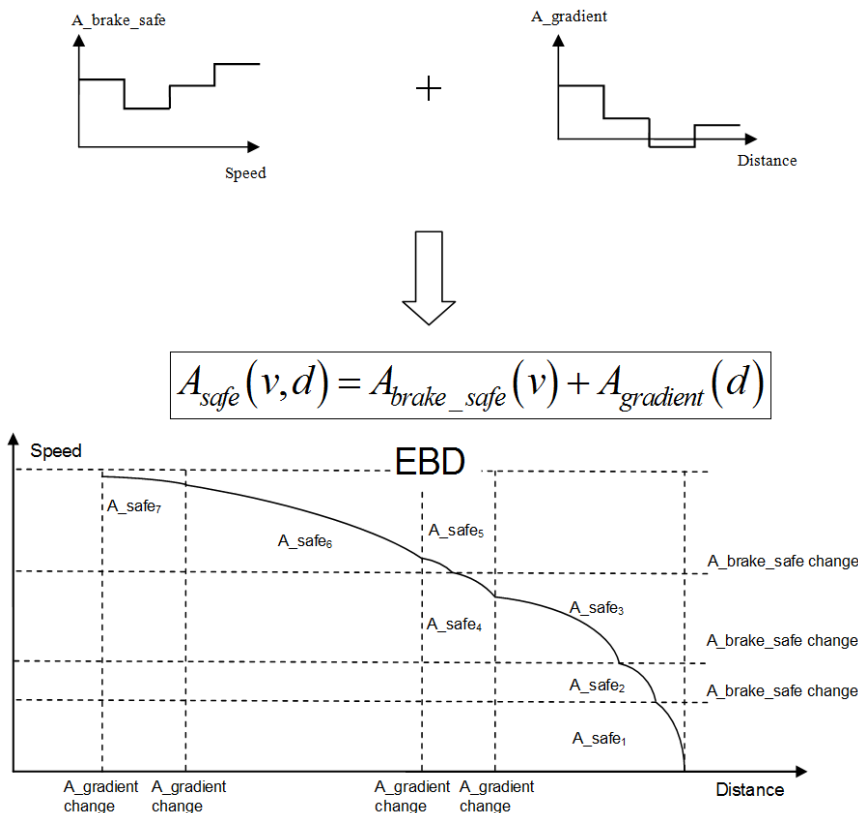 A_brake_safe
A_gradient
+
Speed
Distance
A_safe(v,d) = A_brake_safe(v) + A_gradient(d)
Speed
EBD
A_safe7
A_safe5
A_safe6
A_brake_safe change
A_safe3
A_safe4
A_brake_safe change
A_safe2
A_brake_safe change
A_safe1
A_gradient change
A_gradient change
A_gradient change
A_gradient change
Distance